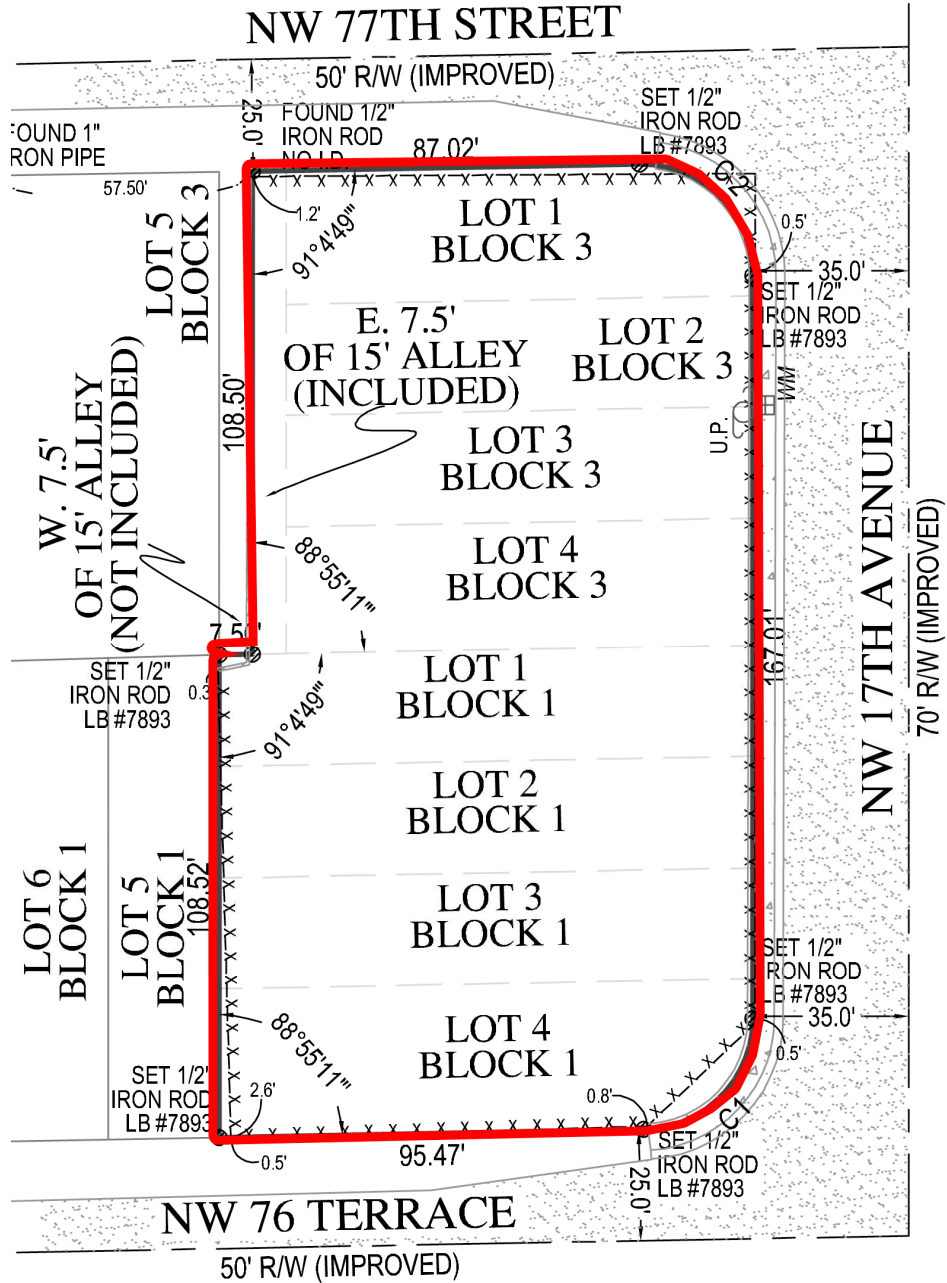 NW 77TH STREET
50' R/W (IMPROVED)
25.0'
FOUND 1/2"
IRON ROD
NO I.D.
SET 1/2"
IRON ROD
LB #7893
FOUND 1"
IRON PIPE
87.02'
C2
57.50'
1.2'
0.5'
LOT 5
BLOCK 3
91°4'49"
LOT 1
BLOCK 3
35.0'
SET 1/2"
IRON ROD
LB #7893
E. 7.5'
OF 15' ALLEY
(INCLUDED)
LOT 2
BLOCK 3
WM
U.P.
108.50'
LOT 3
BLOCK 3
W. 7.5'
OF 15' ALLEY
(NOT INCLUDED)
88°55'11"
LOT 4
BLOCK 3
NW 17TH AVENUE
70' R/W (IMPROVED)
7.50'
SET 1/2"
IRON ROD
LB #7893
0.3'
91°4'49"
LOT 1
BLOCK 1
167.01'
LOT 2
BLOCK 1
LOT 6
BLOCK 1
LOT 5
BLOCK 1
108.52'
LOT 3
BLOCK 1
SET 1/2"
IRON ROD
LB #7893
35.0'
0.5'
88°55'11"
LOT 4
BLOCK 1
SET 1/2"
IRON ROD
LB #7893
2.6'
0.5'
0.8'
C1
95.47'
SET 1/2"
IRON ROD
LB #7893
25.0'
NW 76 TERRACE
50' R/W (IMPROVED)